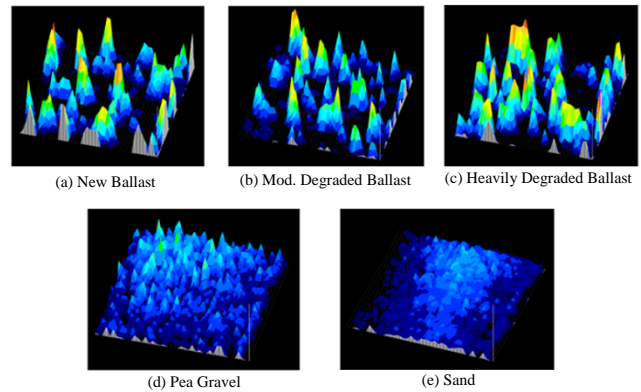 (a) New Ballast
(b) Mod. Degraded Ballast
(c) Heavily Degraded Ballast
(d) Pea Gravel
(e) Sand